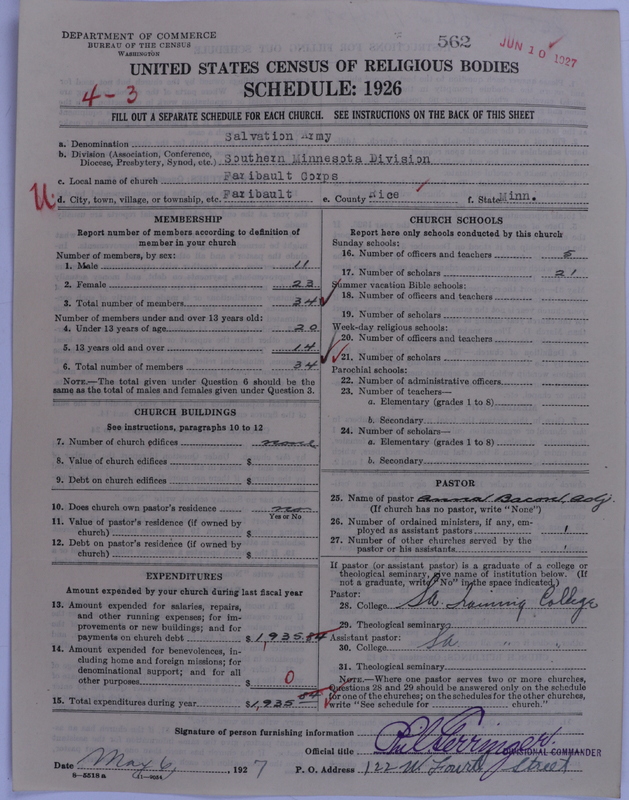 DEPARTMENT OF COMMERCE
BUREAU OF THE CENSUS
WASHINGTON
562
JUN 10 1927
UNITED STATES CENSUS OF RELIGIOUS BODIES
4-3
SCHEDULE: 1926
FILL OUT A SEPARATE SCHEDULE FOR EACH CHURCH. SEE INSTRUCTIONS ON THE BACK OF THIS SHEET
a. Denomination Salvation Army
b. Division (Association, Conference, Diocese, Presbytery, Synod, etc.) Southern Minnesota Division
c. Local name of church Faribault Corps
U
d. City, town, village, or township, etc. Faribault e. County Rice f. State Minn.
MEMBERSHIP
Report number of members according to definition of
member in your church
Number of members, by sex:
1. Male 11
2. Female 23
3. Total number of members 34
Number of members under and over 13 years old:
4. Under 13 years of age 20
5. 13 years old and over 14
6. Total number of members 34
NOTE.—The total given under Question 6 should be
same as the total of males and females given under Question 3.
CHURCH BUILDINGS
See instructions, paragraphs 10 to 12
7. Number of church edifices none
8. Value of church edifices $
9. Debt on church edifices $
10. Does church own pastor's residence no
Yes or No
11. Value of pastor's residence (if owned by
church) $
12. Debt on pastor's residence (if owned by
church) $
EXPENDITURES
Amount expended by your church during last fiscal year
13. Amount expended for salaries, repairs,
and other running expenses; for im-
provements or new buildings; and for
payments on church debt $1,935.84
14. Amount expended for benevolences, in-
cluding home and foreign missions; for
denominational support; and for all
other purposes $ 0
15. Total expenditures during year $1,935.84
CHURCH SCHOOLS
Report here only schools conducted by this church
Sunday schools:
16. Number of officers and teachers 5
17. Number of scholars 21
Summer vacation Bible schools:
18. Number of officers and teachers
19. Number of scholars
Week-day religious schools:
20. Number of officers and teachers
21. Number of scholars
Parochial schools:
22. Number of administrative officers
23. Number of teachers—
a. Elementary (grades 1 to 8)
b. Secondary
24. Number of scholars—
a. Elementary (grades 1 to 8)
b. Secondary
PASTOR
25. Name of pastor Anna Bacon, Adj.
(If church has no pastor, write "None")
26. Number of ordained ministers, if any, em-
ployed as assistant pastors 1
27. Number of other churches served by the
pastor or his assistants
If pastor (or assistant pastor) is a graduate of a college or
theological seminary, give name of institution below. (If
not a graduate, write "No" in the space indicated.)
Pastor:
28. College SA Training College
29. Theological seminary
Assistant pastor:
30. College SA " "
31. Theological seminary
NOTE.—Where one pastor serves two or more churches,
Questions 28 and 29 should be answered only on the schedule
for one of the churches; on the schedules for the other churches,
write "See schedule for church."
Signature of person furnishing information
Official title DIVISIONAL COMMANDER
Date May 6, 1927 P. O. Address 122 W Fourth Street
8-5518a 11-9034